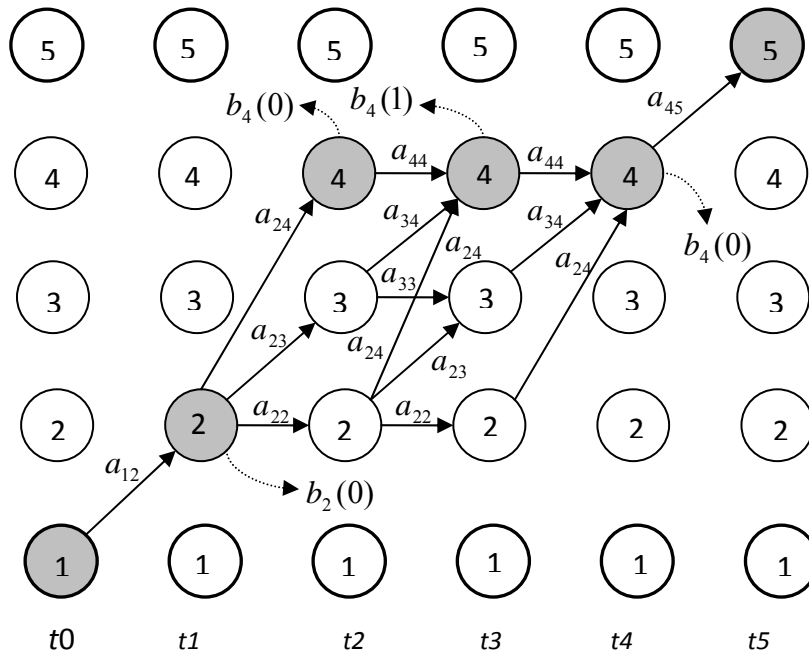 5 5 5 5 5 5
b₄(0) b₄(1) a₄₅
4 4 4 a₄₄ 4 a₄₄ 4 4
a₂₄ a₃₄ a₂₄ a₃₄ a₂₄ b₄(0)
3 3 3 a₃₃ 3 3 3
a₂₃ a₂₄ a₂₃
2 2 a₂₂ 2 a₂₂ 2 2 2
a₁₂ b₂(0)
1 1 1 1 1 1
t0 t1 t2 t3 t4 t5